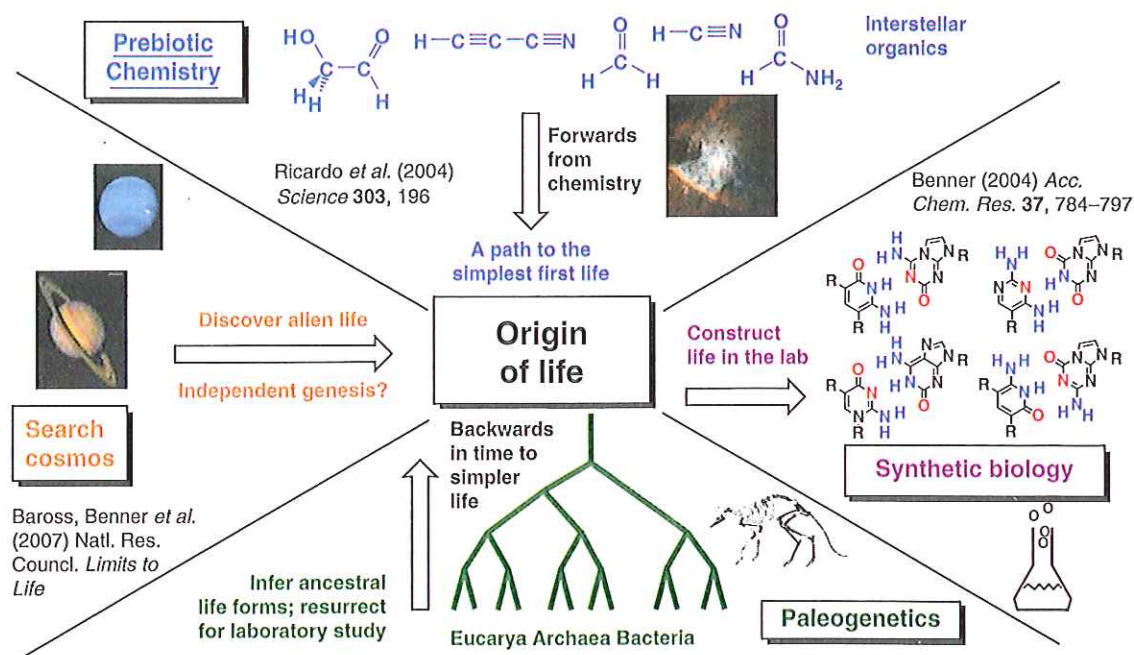 Prebiotic
Chemistry
HO
O
C
C
H
H
H
H–C≡C–C≡N
O
C
H
H
H–C≡N
O
C
H
NH2
Interstellar
organics
Ricardo et al. (2004)
Science 303, 196
Forwards
from
chemistry
Benner (2004) Acc.
Chem. Res. 37, 784–797
A path to the
simplest first life
Origin
of life
Discover alien life
Independent genesis?
Search
cosmos
Baross, Benner et al.
(2007) Natl. Res.
Councl. Limits to
Life
Construct
life in the lab
Synthetic biology
Backwards
in time to
simpler
life
Infer ancestral
life forms; resurrect
for laboratory study
Eucarya Archaea Bacteria
Paleogenetics